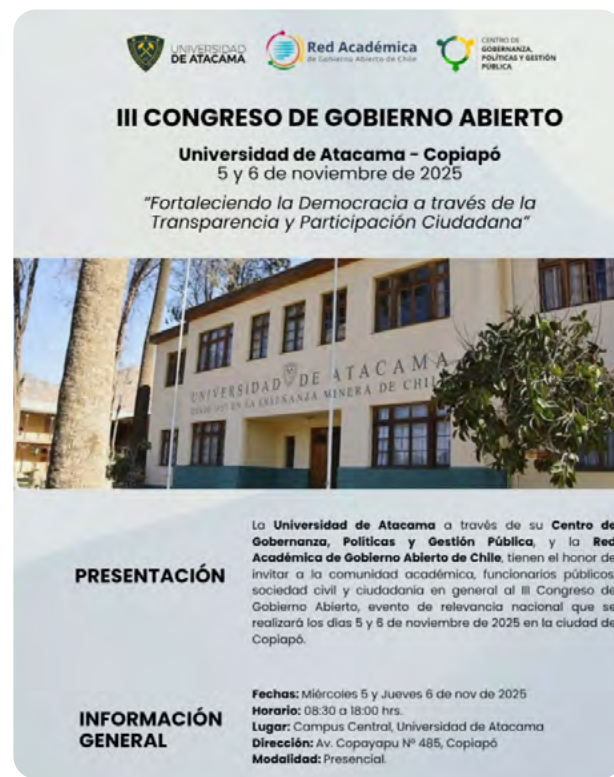 UNIVERSIDAD
DE ATACAMA
Red Académica
de Gobierno Abierto de Chile
CENTRO DE
GOBERNANZA,
POLÍTICAS Y GESTIÓN
PÚBLICA
III CONGRESO DE GOBIERNO ABIERTO
Universidad de Atacama - Copiapó
5 y 6 de noviembre de 2025
"Fortaleciendo la Democracia a través de la
Transparencia y Participación Ciudadana"
UNIVERSIDAD DE ATACAMA
EN LA ENSEÑANZA MINERA DE CHILE
PRESENTACIÓN
La Universidad de Atacama a través de su Centro de
Gobernanza, Políticas y Gestión Pública, y la Red
Académica de Gobierno Abierto de Chile, tienen el honor de
invitar a la comunidad académica, funcionarios públicos
sociedad civil y ciudadanía en general al III Congreso de
Gobierno Abierto, evento de relevancia nacional que se
realizará los días 5 y 6 de noviembre de 2025 en la ciudad de
Copiapó.
INFORMACIÓN
GENERAL
Fechas: Miércoles 5 y Jueves 6 de nov de 2025
Horario: 08:30 a 18:00 hrs.
Lugar: Campus Central, Universidad de Atacama
Dirección: Av. Copayapu N° 485, Copiapó
Modalidad: Presencial.